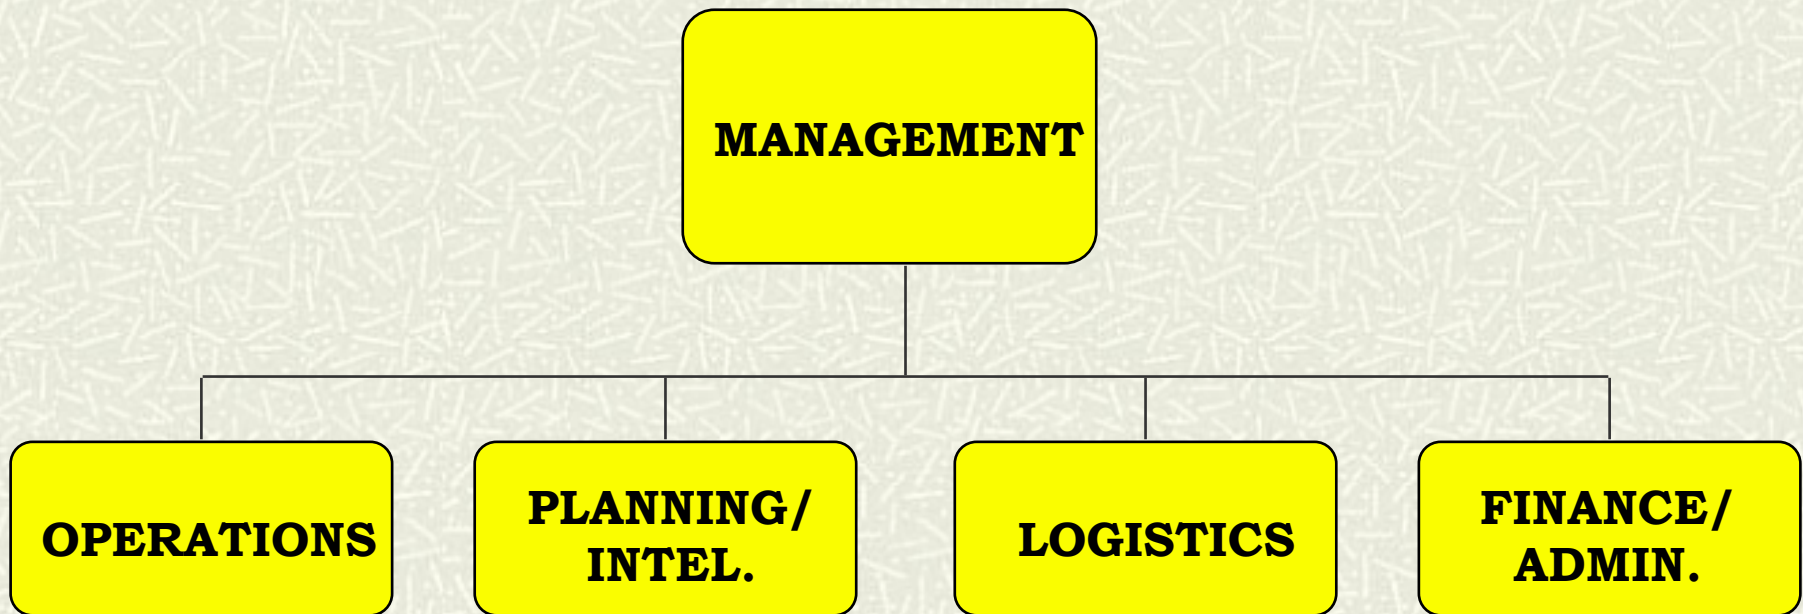 MANAGEMENT
OPERATIONS
PLANNING/
INTEL.
LOGISTICS
FINANCE/
ADMIN.